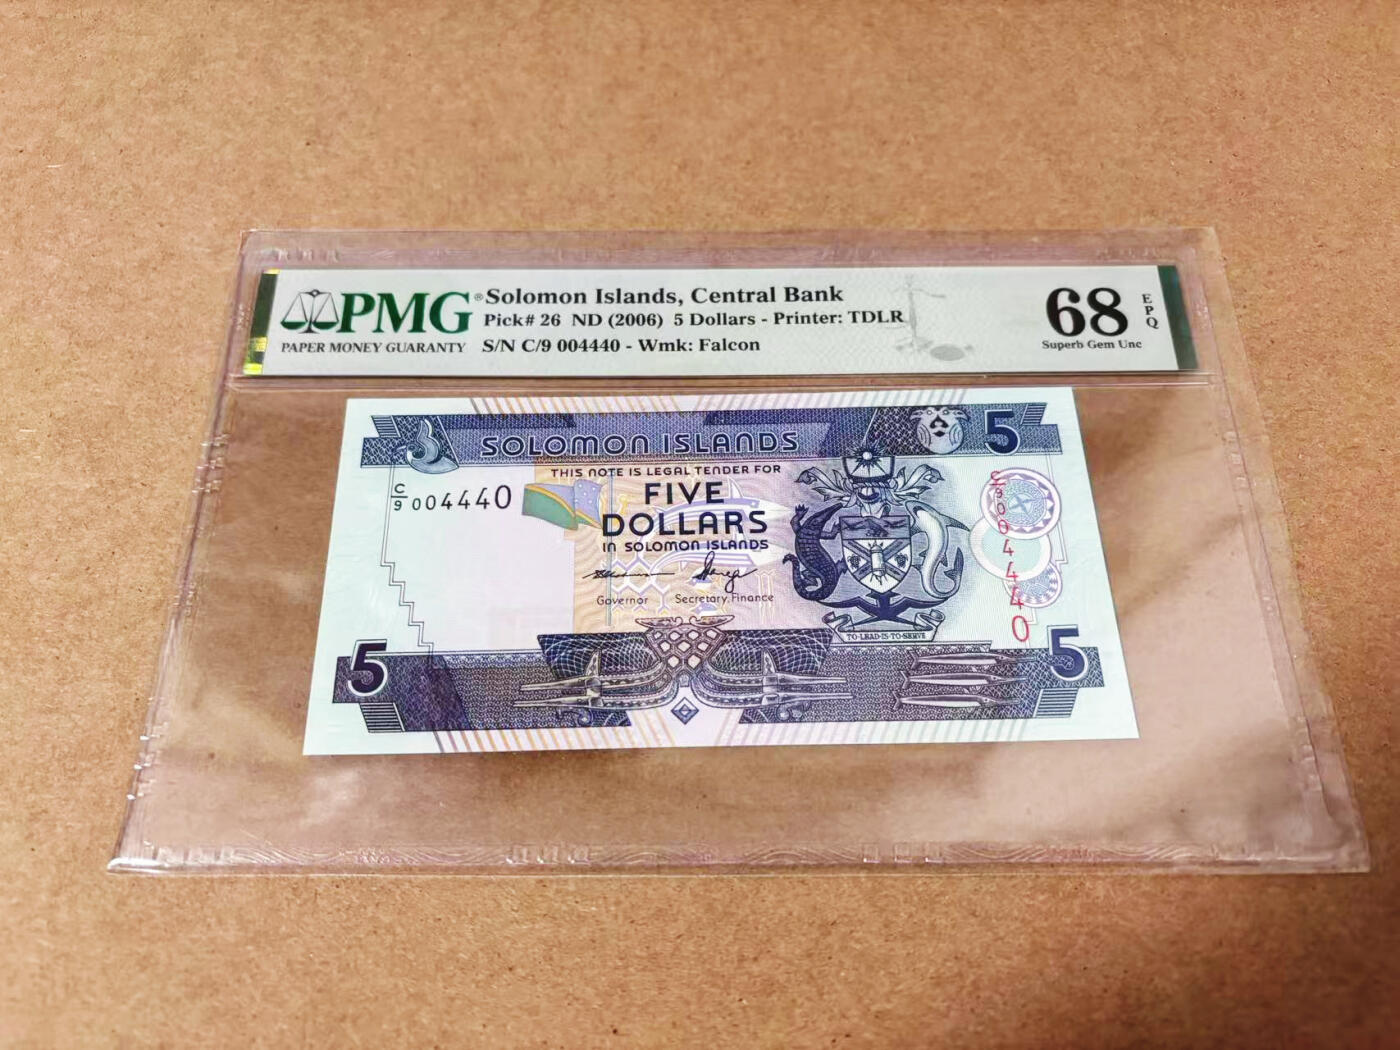 PMG®
PAPER MONEY GUARANTY
Solomon Islands, Central Bank
Pick# 26 ND (2006) 5 Dollars - Printer: TDLR
S/N C/9 004440 - Wmk: Falcon
68
EPQ
Superb Gem Unc
SOLOMON ISLANDS
5
THIS NOTE IS LEGAL TENDER FOR
FIVE
DOLLARS
IN SOLOMON ISLANDS
C/9 004440
C/9 004440
Governor Secretary, Finance
TO-LEAD-IS-TO-SERVE
5
5